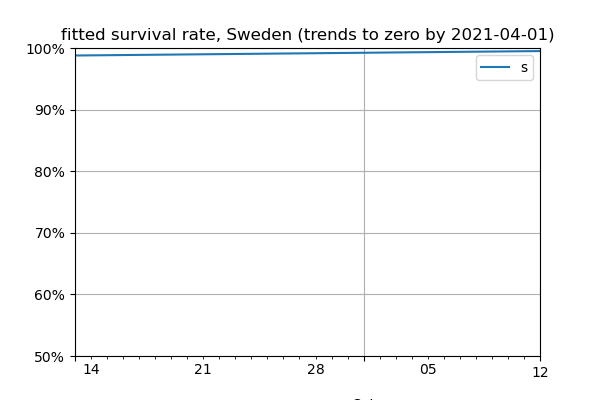 fitted survival rate, Sweden (trends to zero by 2021-04-01)
100%
s
90%
80%
70%
60%
50%
14 21 28 05 12